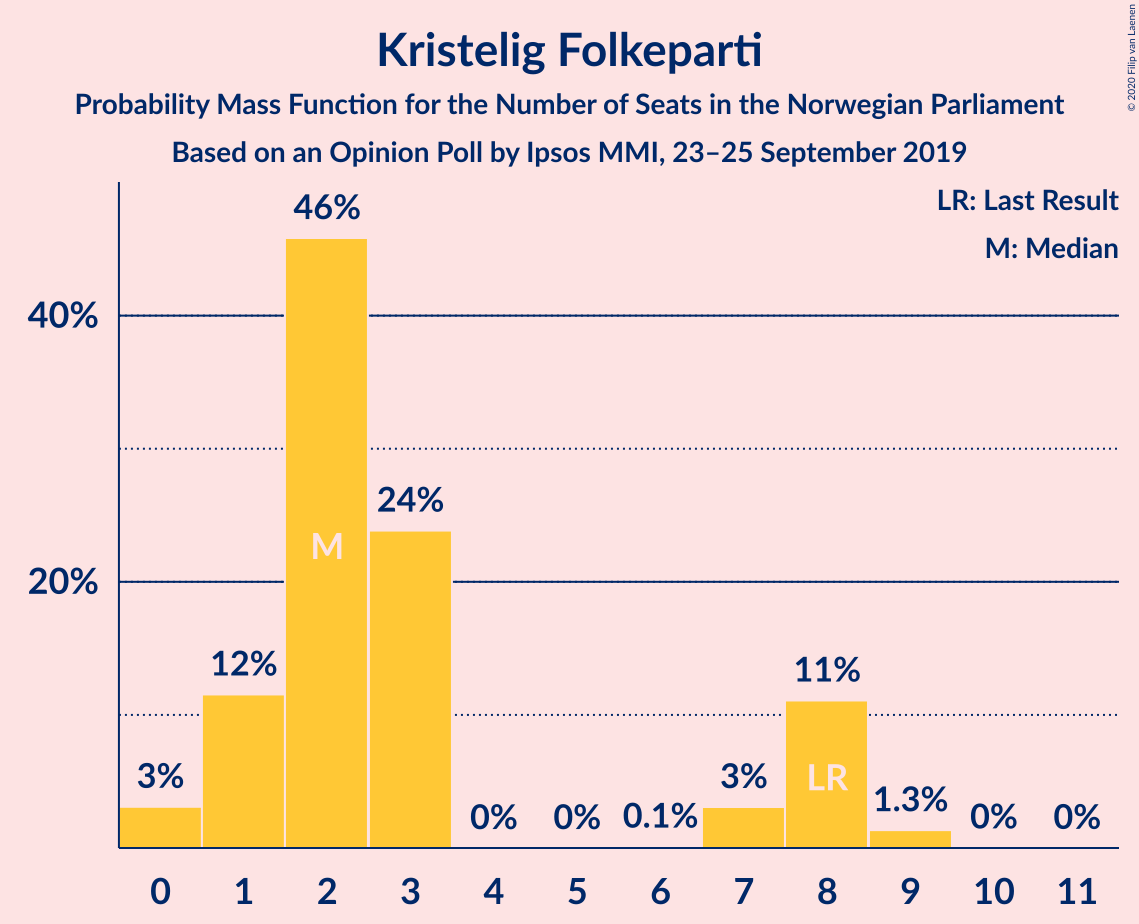 Kristelig Folkeparti
Probability Mass Function for the Number of Seats in the Norwegian Parliament
Based on an Opinion Poll by Ipsos MMI, 23–25 September 2019
© 2020 Filip van Laenen
LR: Last Result
M: Median
46%
40%
24%
M
20%
12%
11%
3%
3%
LR
1.3%
0%
0%
0.1%
0%
0%
0 1 2 3 4 5 6 7 8 9 10 11